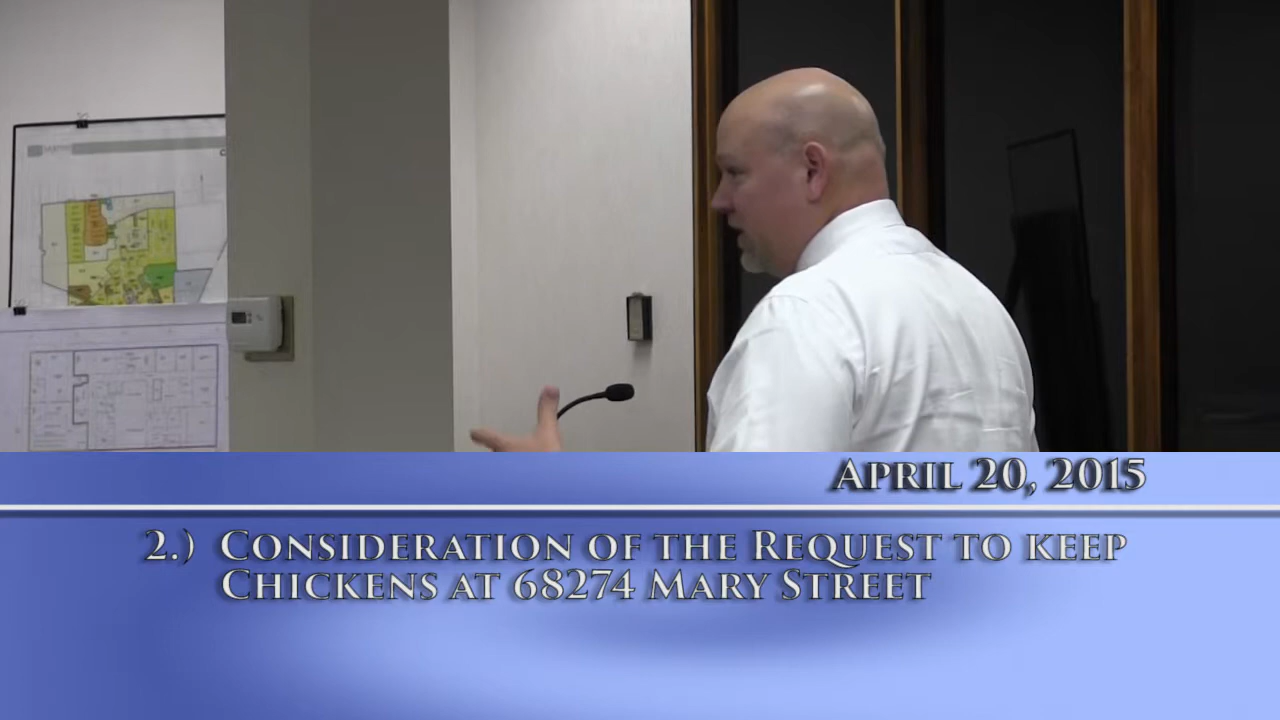 April 20, 2015
2.) Consideration of the Request to keep
Chickens at 68274 Mary Street